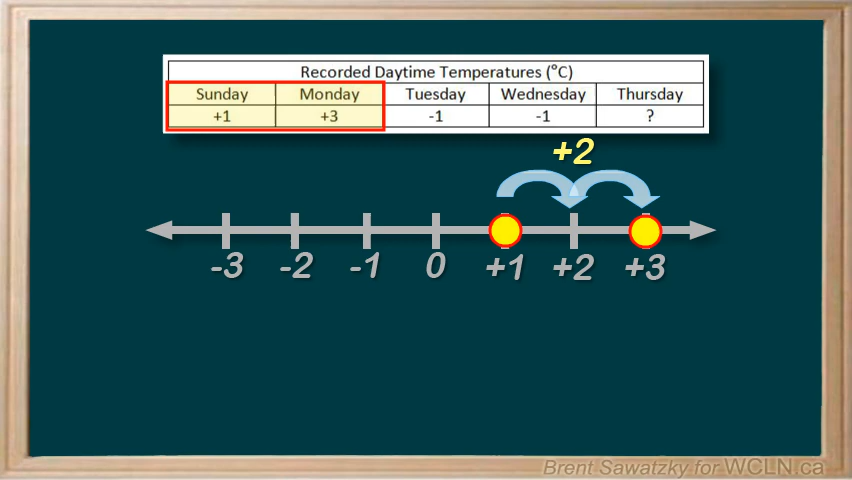 Recorded Daytime Temperatures (°C)
Sunday Monday Tuesday Wednesday Thursday
+1 +3 -1 -1 ?
+2
-3 -2 -1 0 +1 +2 +3
Brent Sawatzky for WCLN.ca